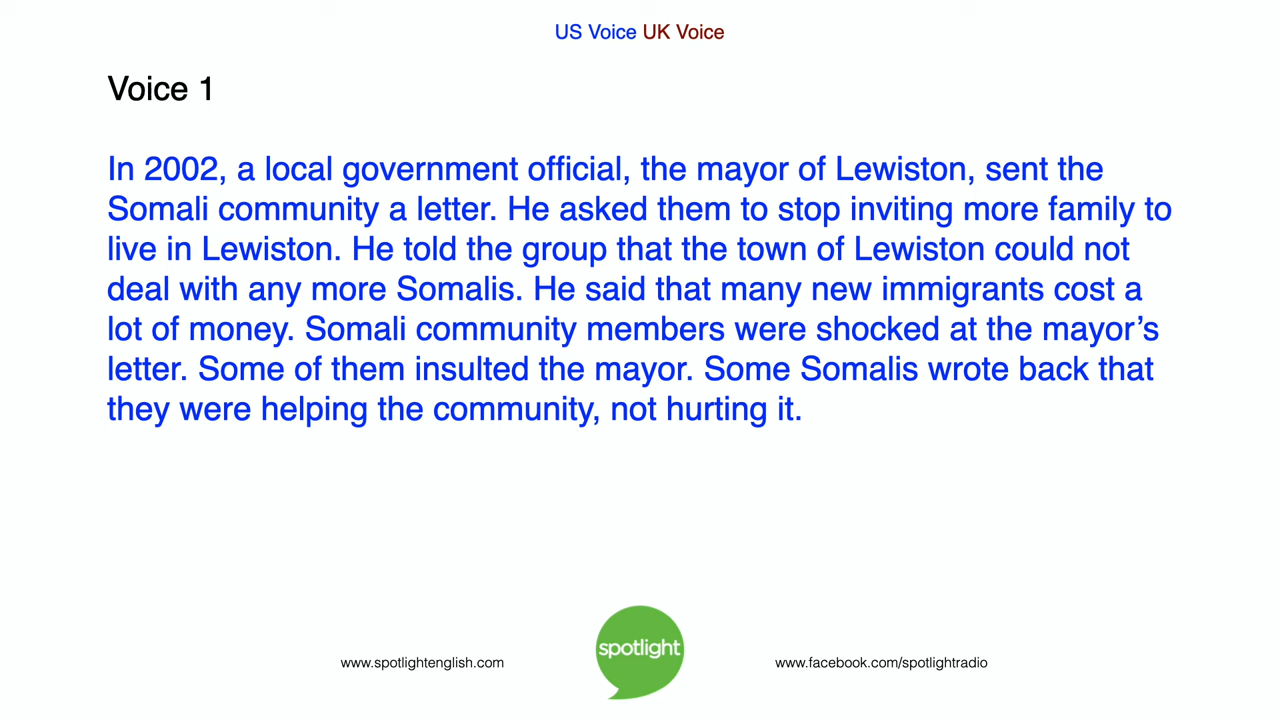 US Voice UK Voice
Voice 1
In 2002, a local government official, the mayor of Lewiston, sent the
Somali community a letter. He asked them to stop inviting more family to
live in Lewiston. He told the group that the town of Lewiston could not
deal with any more Somalis. He said that many new immigrants cost a
lot of money. Somali community members were shocked at the mayor’s
letter. Some of them insulted the mayor. Some Somalis wrote back that
they were helping the community, not hurting it.
spotlight
www.spotlightenglish.com
www.facebook.com/spotlightradio